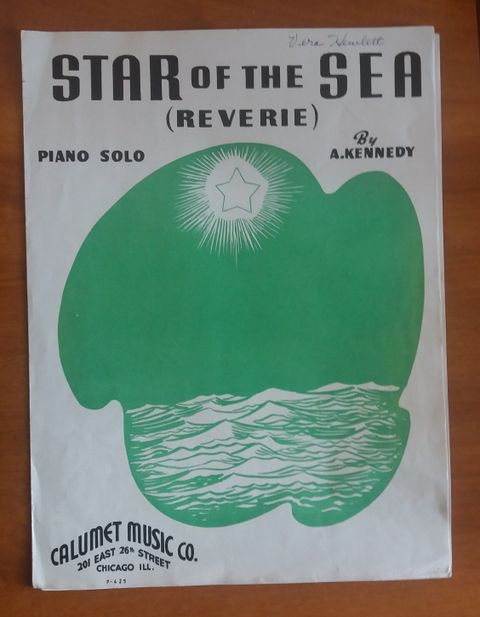 Vera Hewlett
STAR OF THE SEA
(REVERIE)
PIANO SOLO
By
A. KENNEDY
CALUMET MUSIC CO.
201 EAST 26th STREET
CHICAGO ILL.
P-425